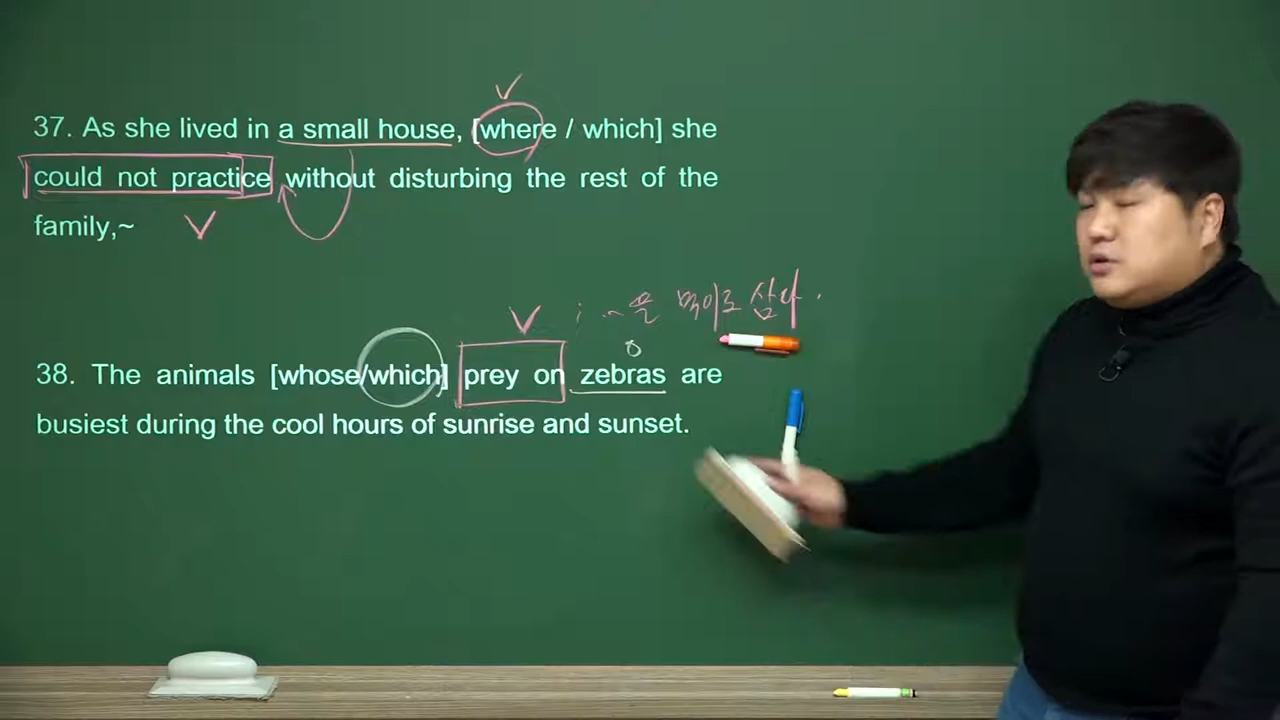 37. As she lived in a small house, [where / which] she
could not practice without disturbing the rest of the
family,~
; ~을 먹이로 삼다.
38. The animals [whose/which] prey on zebras are
busiest during the cool hours of sunrise and sunset.